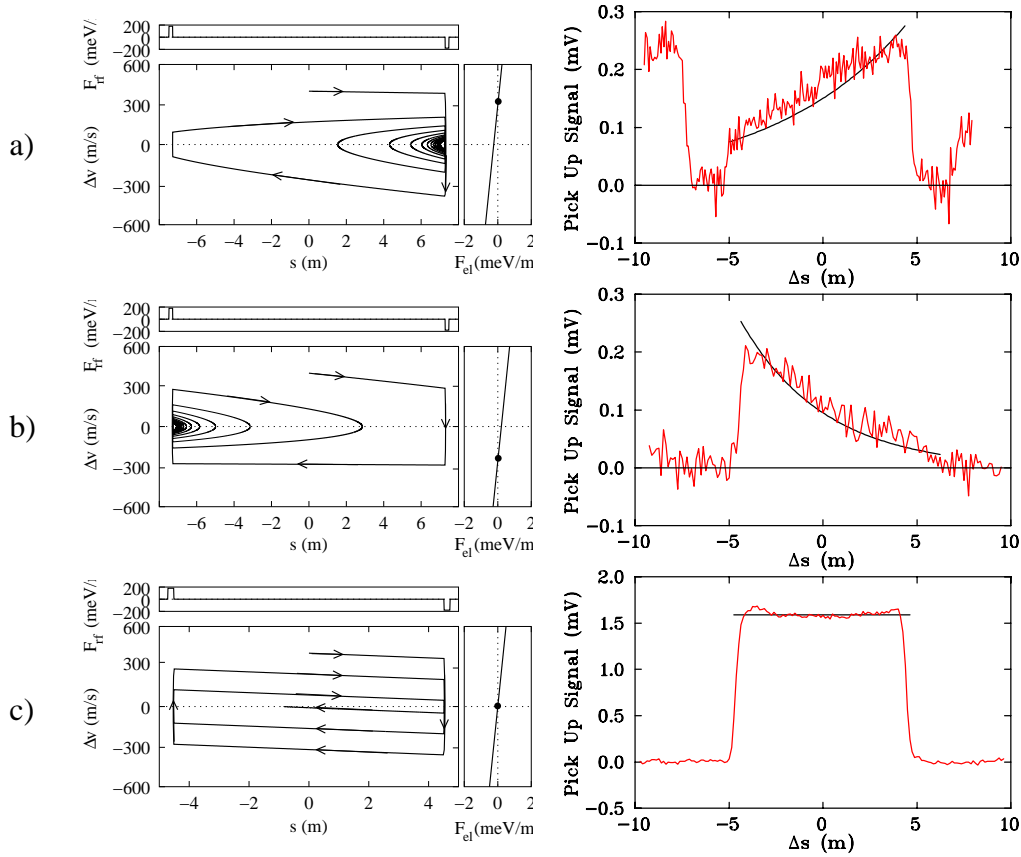 a)
F_rf (meV/
200
0
−200
Δv (m/s)
600
300
0
−300
−600
−6 −4 −2 0 2 4 6
s (m)
−2 0 2
F_el (meV/m
Pick Up Signal (mV)
0.3
0.2
0.1
0.0
−0.1
−10 −5 0 5 10
Δs (m)
b)
F_rf (meV/
200
0
−200
Δv (m/s)
600
300
0
−300
−600
−6 −4 −2 0 2 4 6
s (m)
−2 0 2
F_el (meV/m
Pick Up Signal (mV)
0.3
0.2
0.1
0.0
−0.1
−10 −5 0 5 10
Δs (m)
c)
F_rf (meV/
200
0
−200
Δv (m/s)
600
300
0
−300
−600
−4 −2 0 2 4
s (m)
−2 0 2
F_el (meV/m
Pick Up Signal (mV)
2.0
1.5
1.0
0.5
0.0
−0.5
−10 −5 0 5 10
Δs (m)